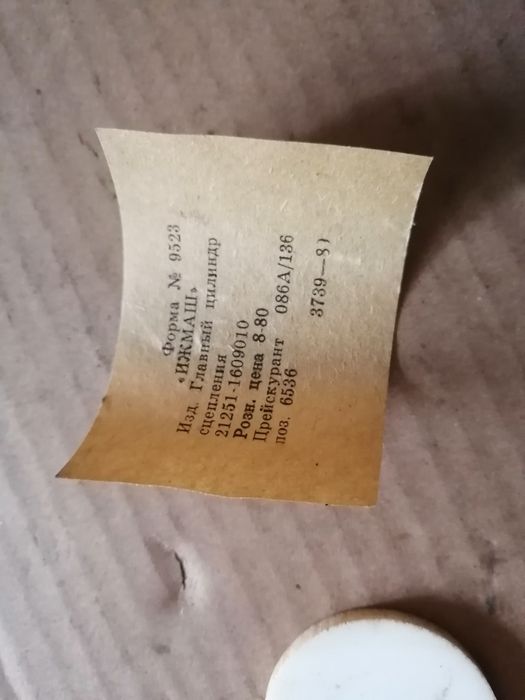 Форма № 9523
«ИЖМАШ»
Изд. Главный цилиндр
сцепления
21251-1609010
Розн. цена 8-80
Прейскурант 086А/136
поз. 6536
3739—81